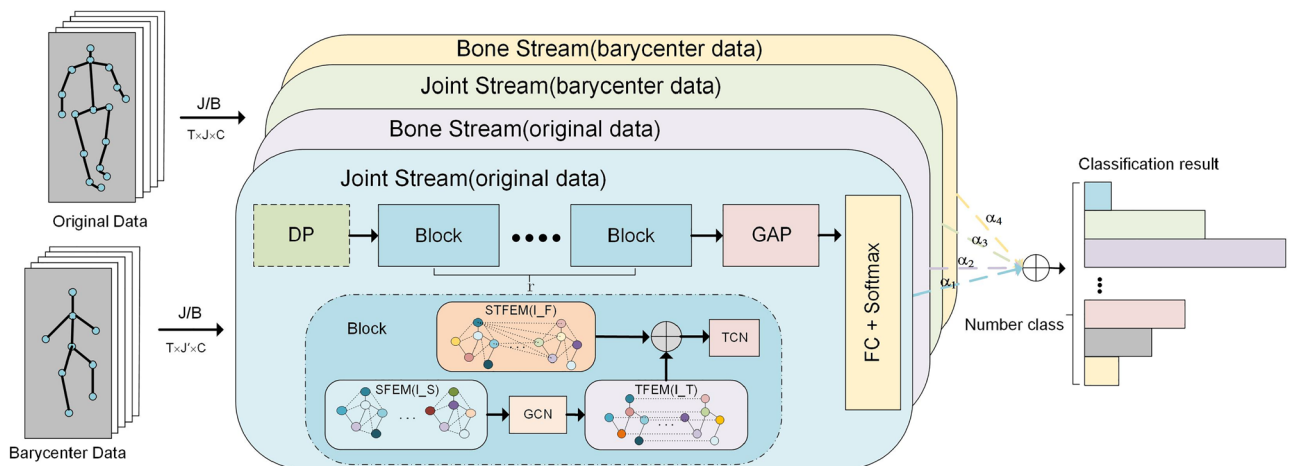 Bone Stream(barycenter data)
Joint Stream(barycenter data)
Bone Stream(original data)
Joint Stream(original data)
J/B
T×J×C
Original Data
J/B
T×J'×C
Barycenter Data
DP
Block
Block
GAP
FC + Softmax
r
Block
STFEM(I_F)
TCN
SFEM(I_S)
GCN
TFEM(I_T)
α4
α3
α2
α1
Classification result
Number class